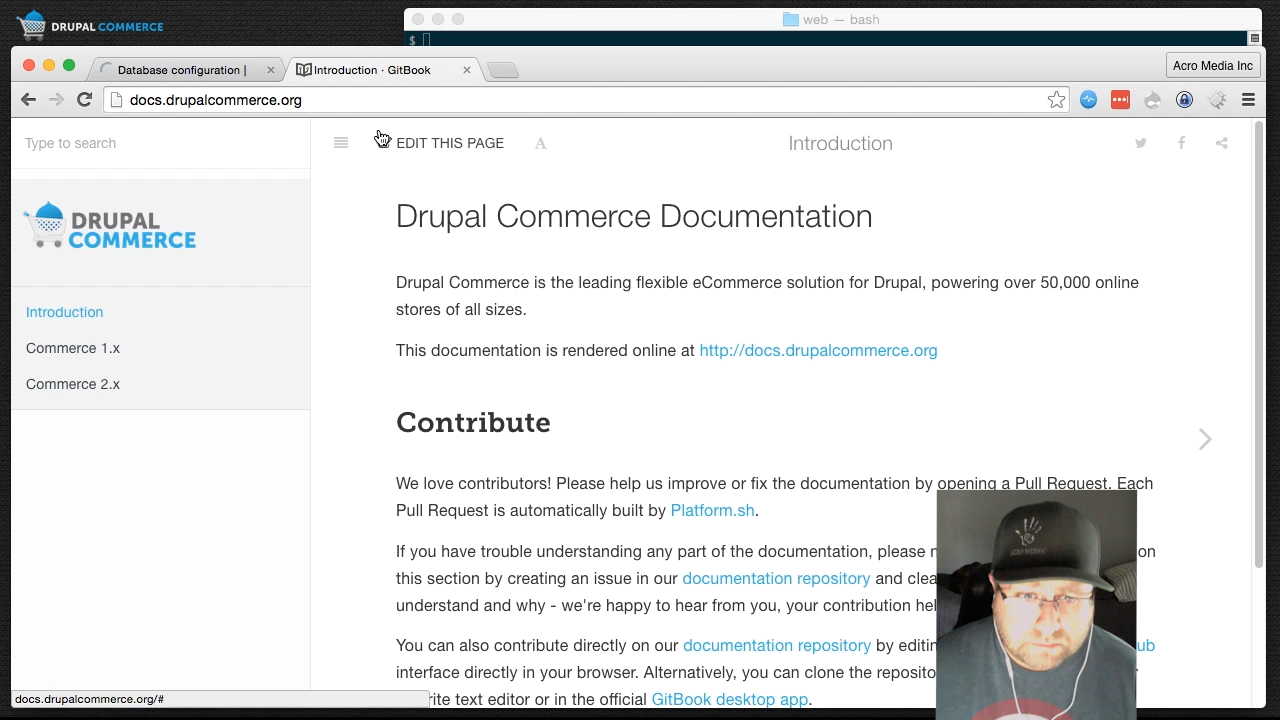 DRUPAL COMMERCE
web — bash
$
Database configuration |
Introduction · GitBook
Acro Media Inc
docs.drupalcommerce.org
Type to search
EDIT THIS PAGE
A
Introduction
DRUPAL
COMMERCE
Introduction
Commerce 1.x
Commerce 2.x
Drupal Commerce Documentation
Drupal Commerce is the leading flexible eCommerce solution for Drupal, powering over 50,000 online
stores of all sizes.
This documentation is rendered online at http://docs.drupalcommerce.org
Contribute
We love contributors! Please help us improve or fix the documentation by opening a Pull Request. Each
Pull Request is automatically built by Platform.sh.
If you have trouble understanding any part of the documentation, please on
this section by creating an issue in our documentation repository and
understand and why - we're happy to hear from you, your contribution
You can also contribute directly on our documentation repository by
interface directly in your browser. Alternatively, you can clone the
text editor or in the official GitBook desktop app.
docs.drupalcommerce.org/#
ACRO MEDIA